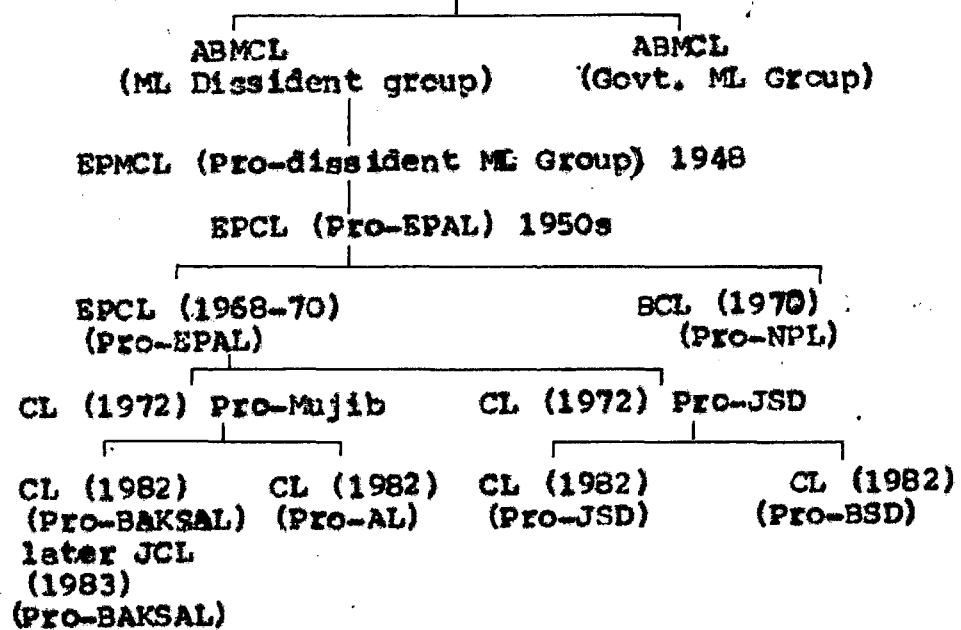 ABMCL ABMCL
(ML Dissident group) (Govt. ML Group)
EPMCL (Pro-dissident ML Group) 1948
EPCL (Pro-EPAL) 1950s
EPCL (1968-70) BCL (1970)
(Pro-EPAL) (Pro-NPL)
CL (1972) Pro-Mujib CL (1972) Pro-JSD
CL (1982) CL (1982) CL (1982) CL (1982)
(Pro-BAKSAL) (Pro-AL) (Pro-JSD) (Pro-BSD)
later JCL
(1983)
(Pro-BAKSAL)